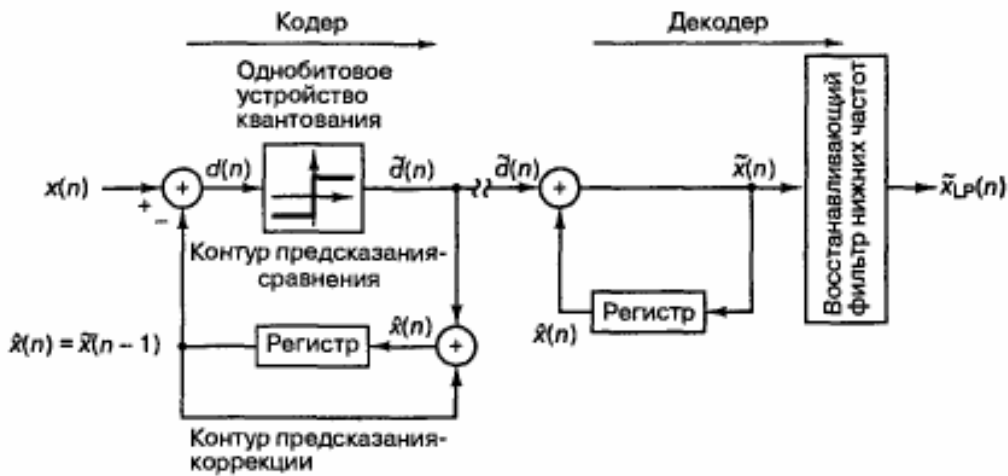 Кодер
Декодер
Однобитовое
устройство
квантования
x(n)
+
−
+
d(n)
d̃(n)
d̃(n)
+
x̃(n)
Восстанавливающий
фильтр нижних частот
x̃LP(n)
Контур предсказания-
сравнения
x̂(n) = x̃(n − 1)
Регистр
x̂(n)
+
Регистр
x̂(n)
Контур предсказания-
коррекции